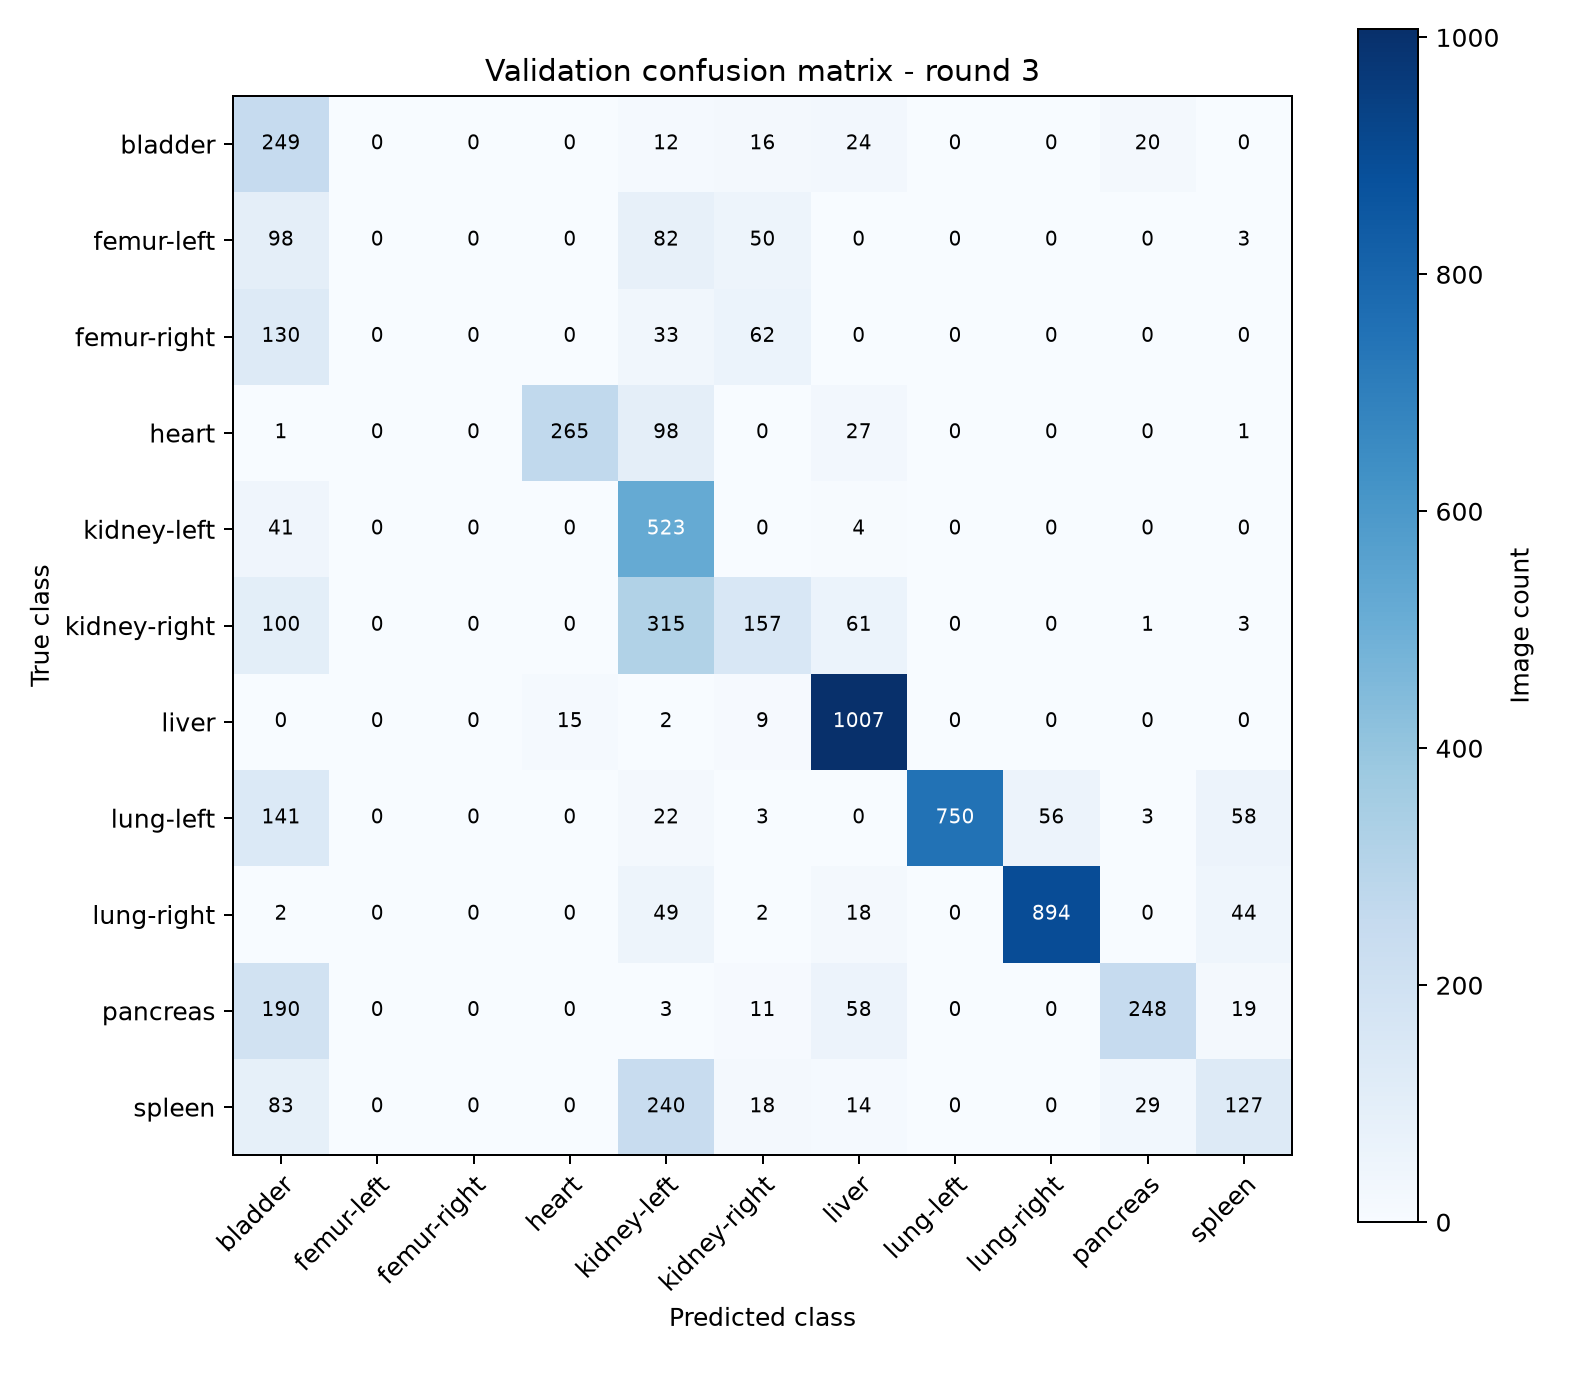 Validation confusion matrix - round 3
bladder 249 0 0 0 12 16 24 0 0 20 0
femur-left 98 0 0 0 82 50 0 0 0 0 3
femur-right 130 0 0 0 33 62 0 0 0 0 0
heart 1 0 0 265 98 0 27 0 0 0 1
kidney-left 41 0 0 0 523 0 4 0 0 0 0
kidney-right 100 0 0 0 315 157 61 0 0 1 3
liver 0 0 0 15 2 9 1007 0 0 0 0
lung-left 141 0 0 0 22 3 0 750 56 3 58
lung-right 2 0 0 0 49 2 18 0 894 0 44
pancreas 190 0 0 0 3 11 58 0 0 248 19
spleen 83 0 0 0 240 18 14 0 0 29 127
bladder femur-left femur-right heart kidney-left kidney-right liver lung-left lung-right pancreas spleen
Predicted class
True class
1000
800
600
400
200
0
Image count